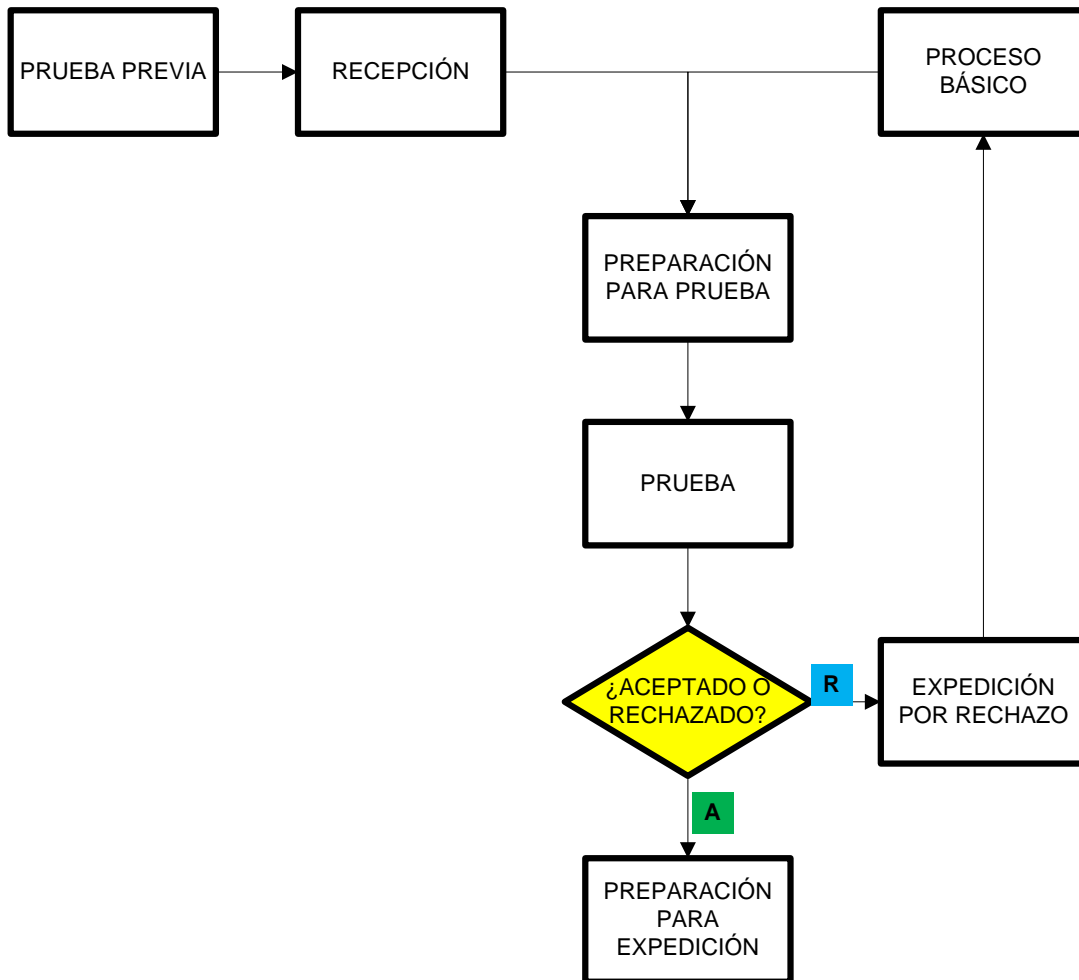 PRUEBA PREVIA
RECEPCIÓN
PROCESO
BÁSICO
PREPARACIÓN
PARA PRUEBA
PRUEBA
¿ACEPTADO O
RECHAZADO?
R
EXPEDICIÓN
POR RECHAZO
A
PREPARACIÓN
PARA
EXPEDICIÓN